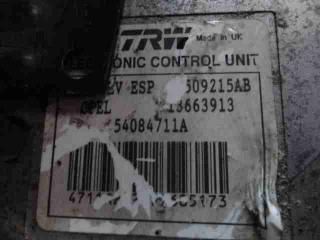 TRW Made in UK
ELECTRONIC CONTROL UNIT
EV ESP 509215AB
OPEL 13663913
54084711A